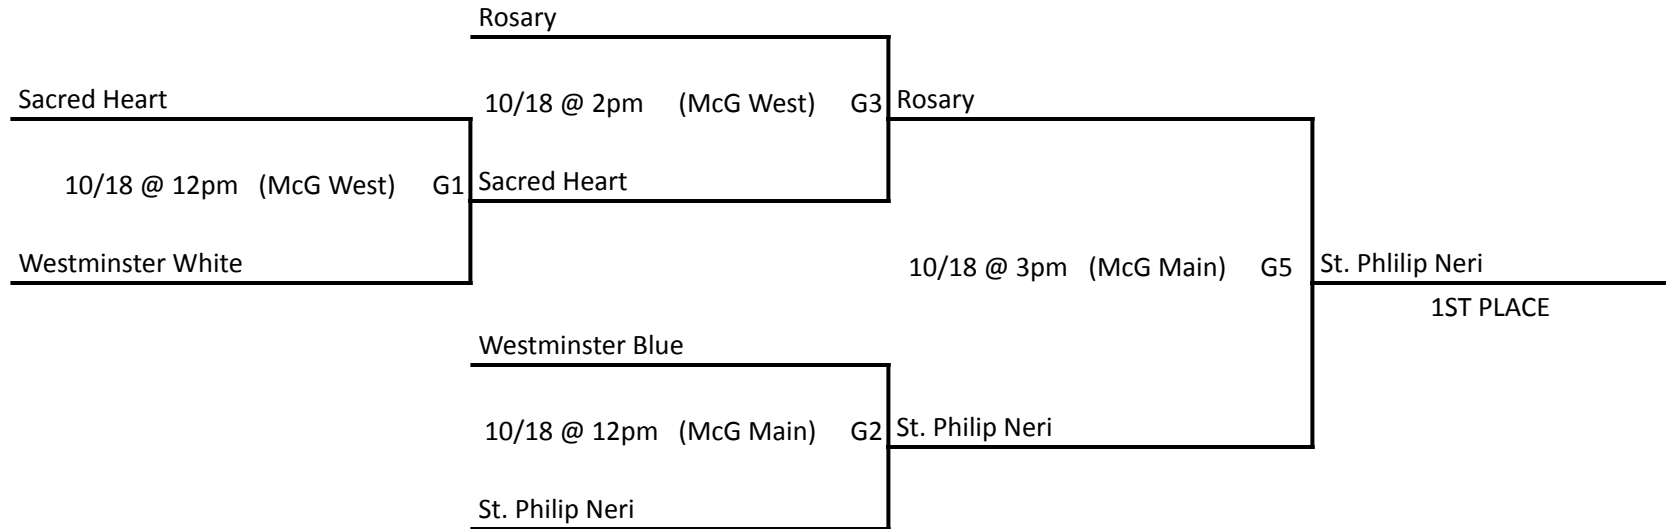 Rosary
Sacred Heart
10/18 @ 2pm (McG West) G3
Rosary
10/18 @ 12pm (McG West) G1
Sacred Heart
Westminster White
10/18 @ 3pm (McG Main) G5
St. Phlilip Neri
1ST PLACE
Westminster Blue
10/18 @ 12pm (McG Main) G2
St. Philip Neri
St. Philip Neri